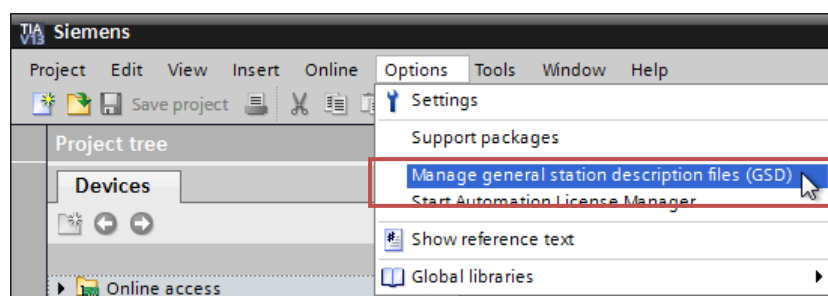 TIA V13 Siemens
Project Edit View Insert Online Options Tools Window Help
Save project
Settings
Support packages
Project tree
Manage general station description files (GSD)
Devices
Start Automation License Manager
Show reference text
Global libraries
Online access